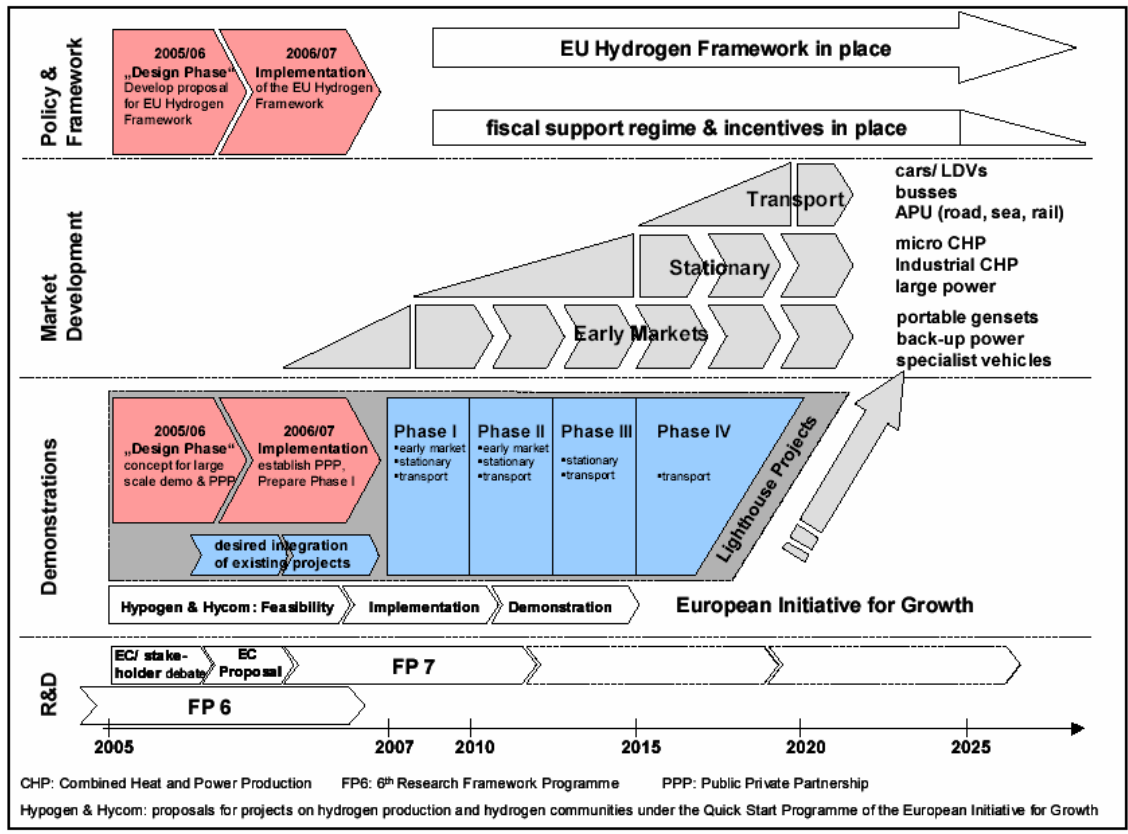 Policy &
Framework
2005/06
„Design Phase“
Develop proposal
for EU Hydrogen
Framework
2006/07
Implementation
of the EU Hydrogen
Framework
EU Hydrogen Framework in place
fiscal support regime & incentives in place
Market
Development
Transport
cars/ LDVs
busses
APU (road, sea, rail)
Stationary
micro CHP
Industrial CHP
large power
Early Markets
portable gensets
back-up power
specialist vehicles
Demonstrations
2005/06
„Design Phase“
concept for large
scale demo & PPP
2006/07
Implementation
establish PPP,
Prepare Phase I
Phase I
▪early market
▪stationary
▪transport
Phase II
▪early market
▪stationary
▪transport
Phase III
▪stationary
▪transport
Phase IV
▪transport
Lighthouse Projects
desired integration
of existing projects
Hypogen & Hycom: Feasibility
Implementation
Demonstration
European Initiative for Growth
R&D
EC/ stake-
holder debate
EC
Proposal
FP 7
FP 6
2005
2007
2010
2015
2020
2025
CHP: Combined Heat and Power Production FP6: 6th Research Framework Programme PPP: Public Private Partnership
Hypogen & Hycom: proposals for projects on hydrogen production and hydrogen communities under the Quick Start Programme of the European Initiative for Growth